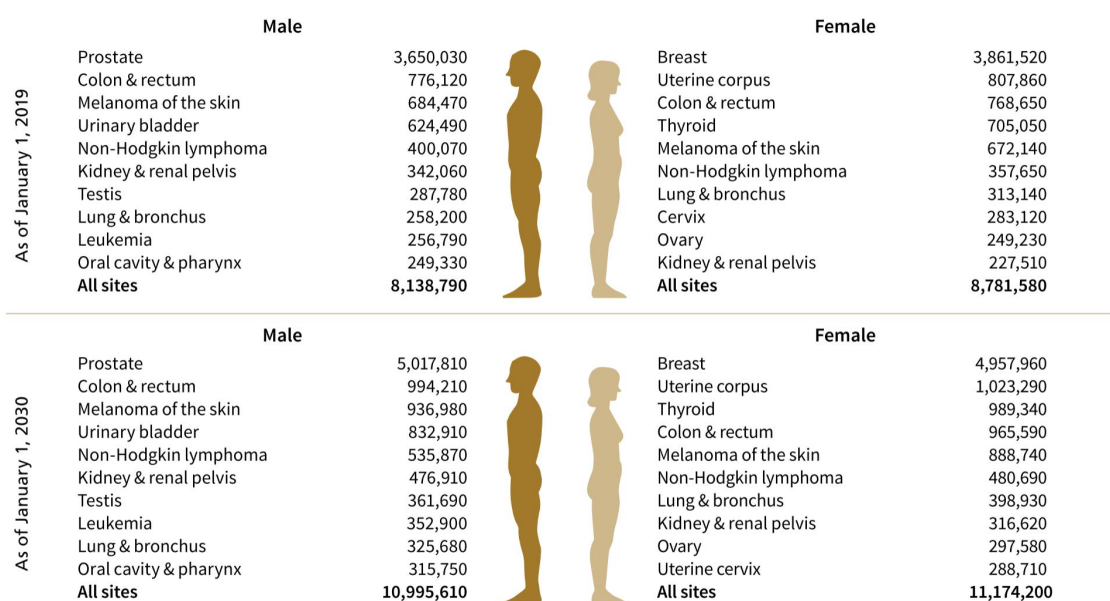 As of January 1, 2019
Male
Prostate 3,650,030
Colon & rectum 776,120
Melanoma of the skin 684,470
Urinary bladder 624,490
Non-Hodgkin lymphoma 400,070
Kidney & renal pelvis 342,060
Testis 287,780
Lung & bronchus 258,200
Leukemia 256,790
Oral cavity & pharynx 249,330
All sites 8,138,790
Female
Breast 3,861,520
Uterine corpus 807,860
Colon & rectum 768,650
Thyroid 705,050
Melanoma of the skin 672,140
Non-Hodgkin lymphoma 357,650
Lung & bronchus 313,140
Cervix 283,120
Ovary 249,230
Kidney & renal pelvis 227,510
All sites 8,781,580
As of January 1, 2030
Male
Prostate 5,017,810
Colon & rectum 994,210
Melanoma of the skin 936,980
Urinary bladder 832,910
Non-Hodgkin lymphoma 535,870
Kidney & renal pelvis 476,910
Testis 361,690
Leukemia 352,900
Lung & bronchus 325,680
Oral cavity & pharynx 315,750
All sites 10,995,610
Female
Breast 4,957,960
Uterine corpus 1,023,290
Thyroid 989,340
Colon & rectum 965,590
Melanoma of the skin 888,740
Non-Hodgkin lymphoma 480,690
Lung & bronchus 398,930
Kidney & renal pelvis 316,620
Ovary 297,580
Uterine cervix 288,710
All sites 11,174,200